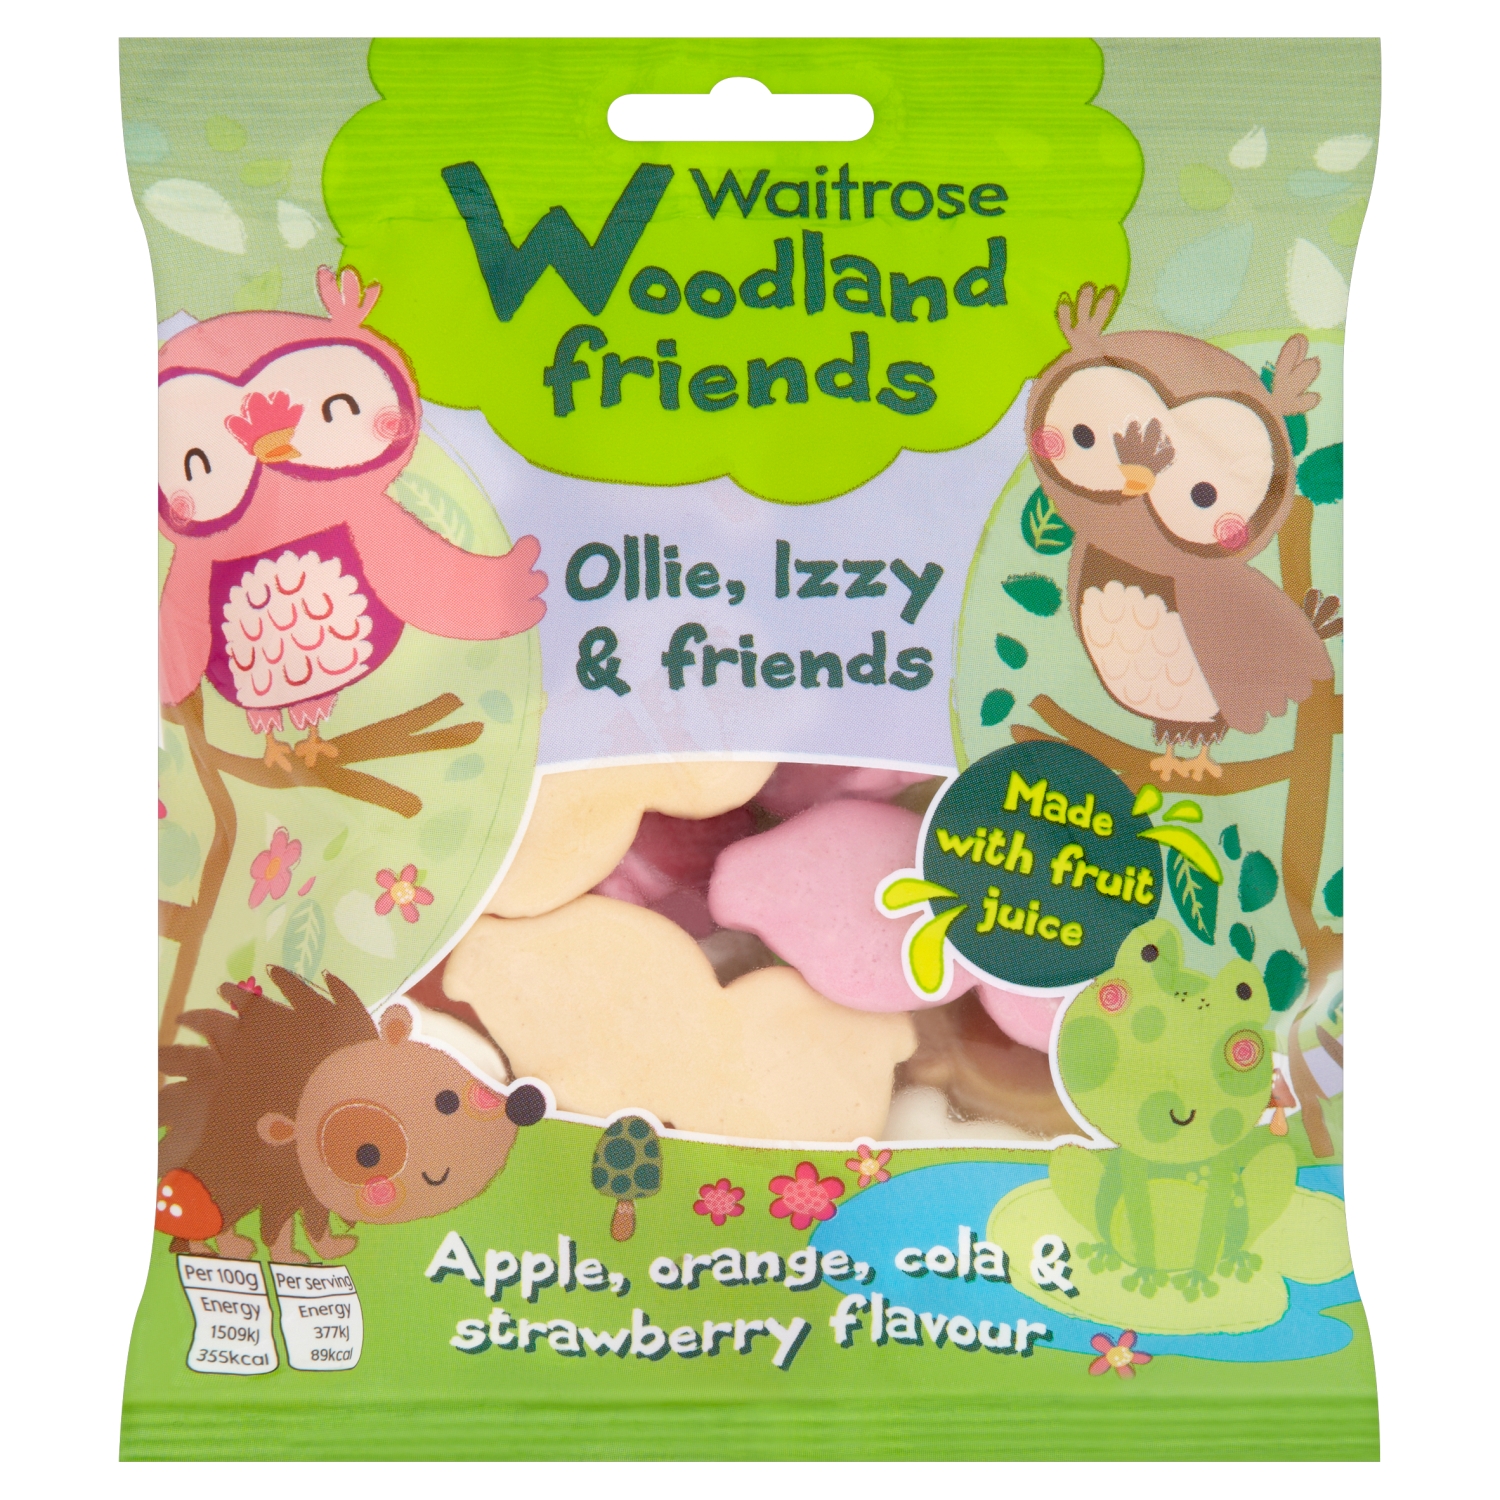 Waitrose
Woodland
friends
Ollie, Izzy
& friends
Made
with fruit
juice
Apple, orange, cola &
strawberry flavour
Per 100g
Energy
1509kJ
355kcal
Per serving
Energy
377kJ
89kcal